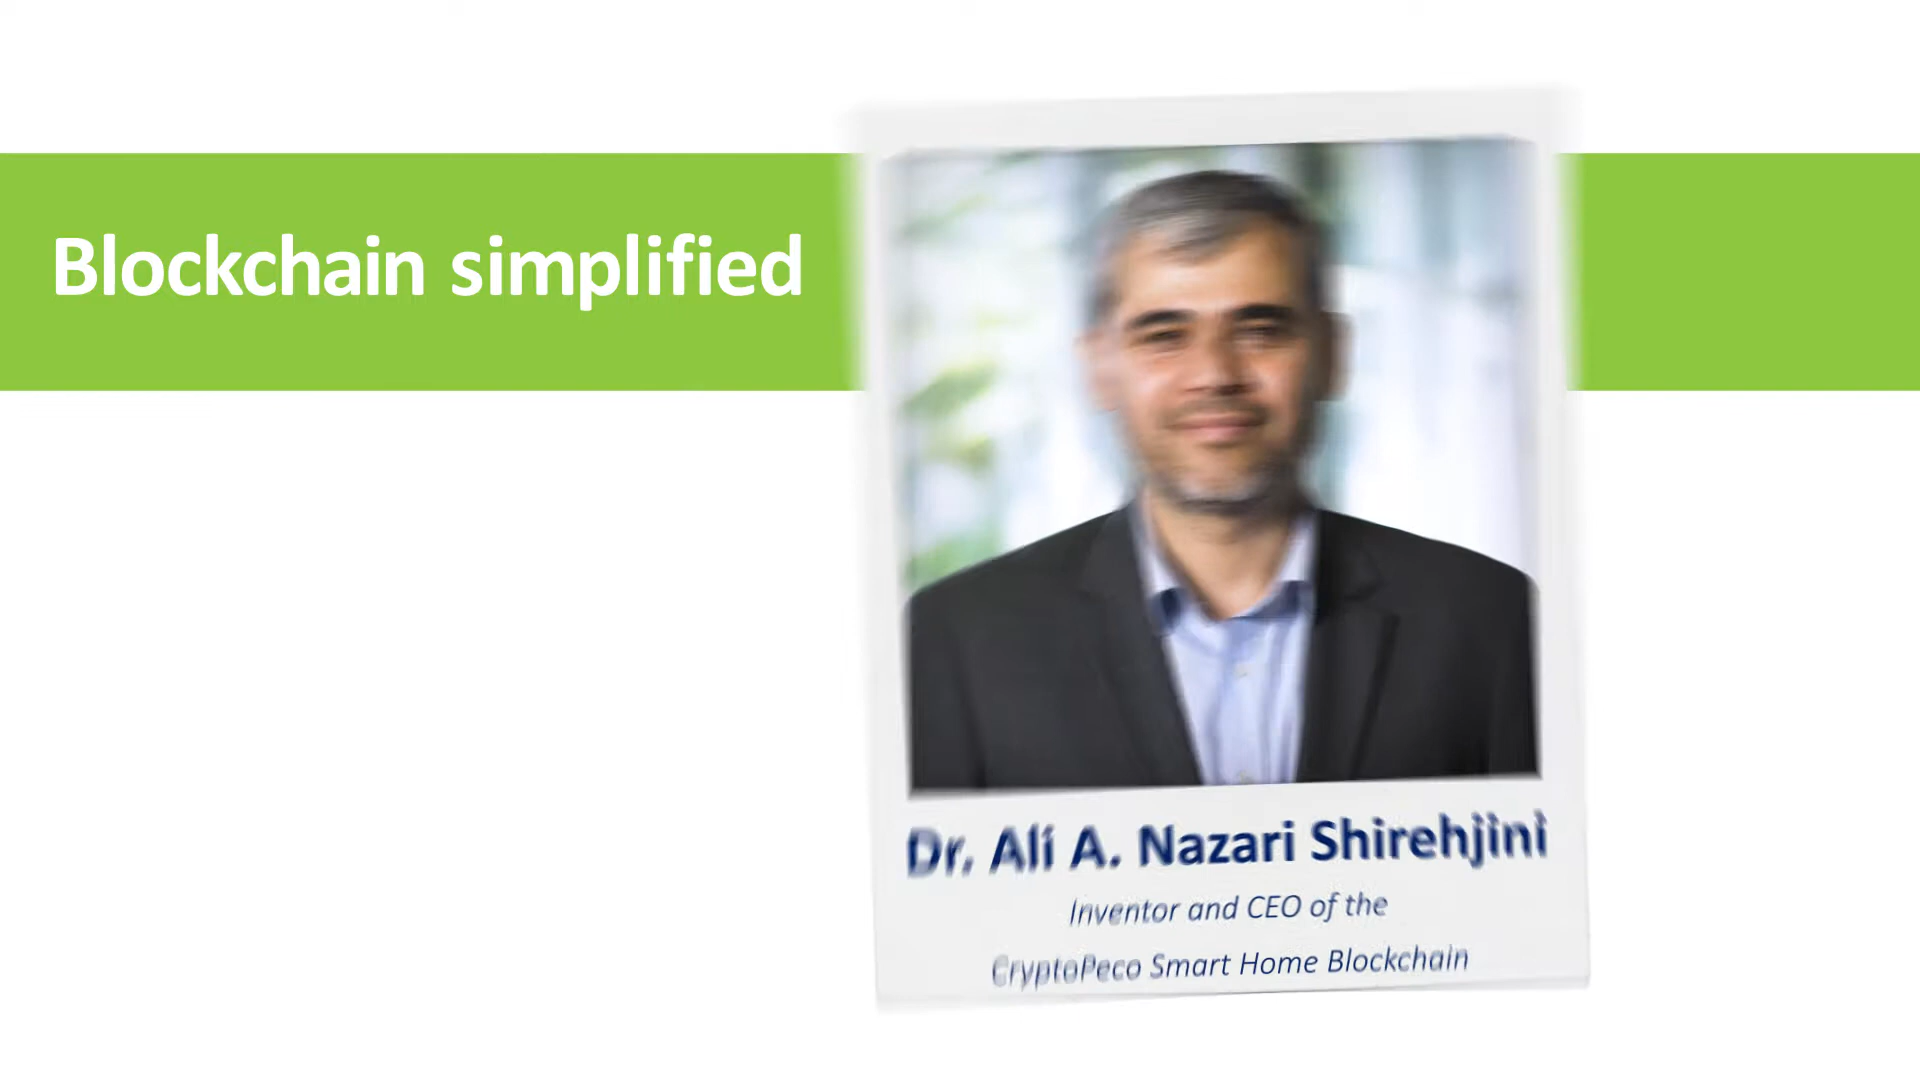 Blockchain simplified
Dr. Ali A. Nazari Shirehjini
Inventor and CEO of the
CryptoPeco Smart Home Blockchain